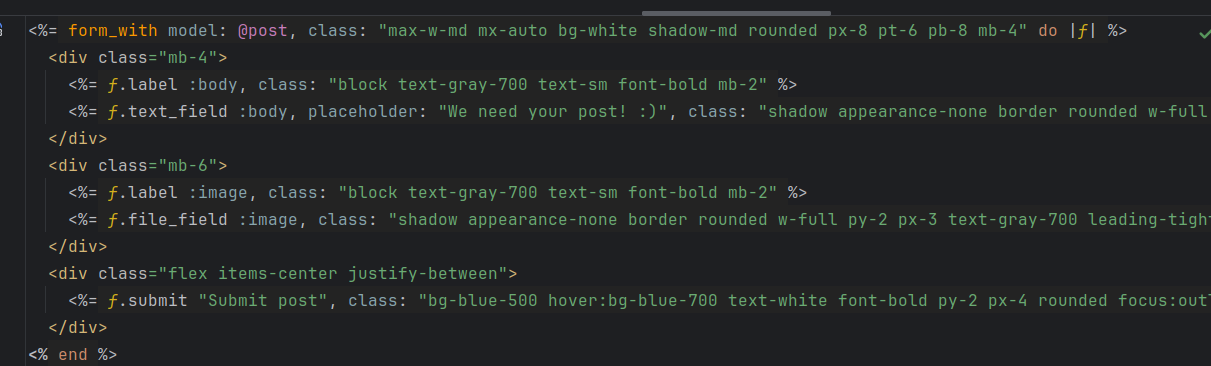 <%= form_with model: @post, class: "max-w-md mx-auto bg-white shadow-md rounded px-8 pt-6 pb-8 mb-4" do |f| %>
<div class="mb-4">
<%= f.label :body, class: "block text-gray-700 text-sm font-bold mb-2" %>
<%= f.text_field :body, placeholder: "We need your post! :)", class: "shadow appearance-none border rounded w-full
</div>
<div class="mb-6">
<%= f.label :image, class: "block text-gray-700 text-sm font-bold mb-2" %>
<%= f.file_field :image, class: "shadow appearance-none border rounded w-full py-2 px-3 text-gray-700 leading-tight
</div>
<div class="flex items-center justify-between">
<%= f.submit "Submit post", class: "bg-blue-500 hover:bg-blue-700 text-white font-bold py-2 px-4 rounded focus:outl
</div>
<% end %>